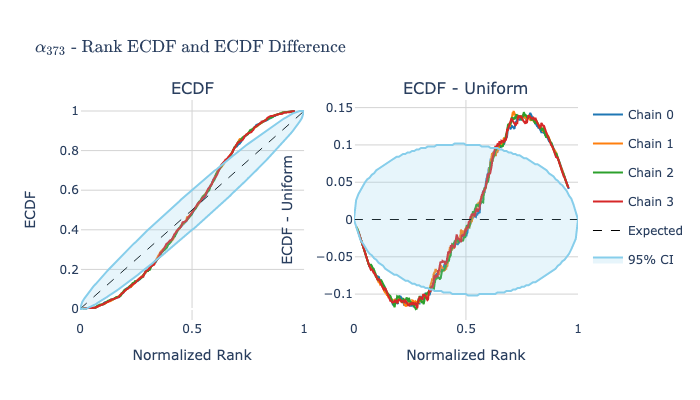 α373 - Rank ECDF and ECDF Difference
ECDF
ECDF - Uniform
ECDF
1
0.8
0.6
0.4
0.2
0
0
0.5
1
Normalized Rank
ECDF - Uniform
0.15
0.1
0.05
0
−0.05
−0.1
0
0.5
1
Normalized Rank
Chain 0
Chain 1
Chain 2
Chain 3
Expected
95% CI